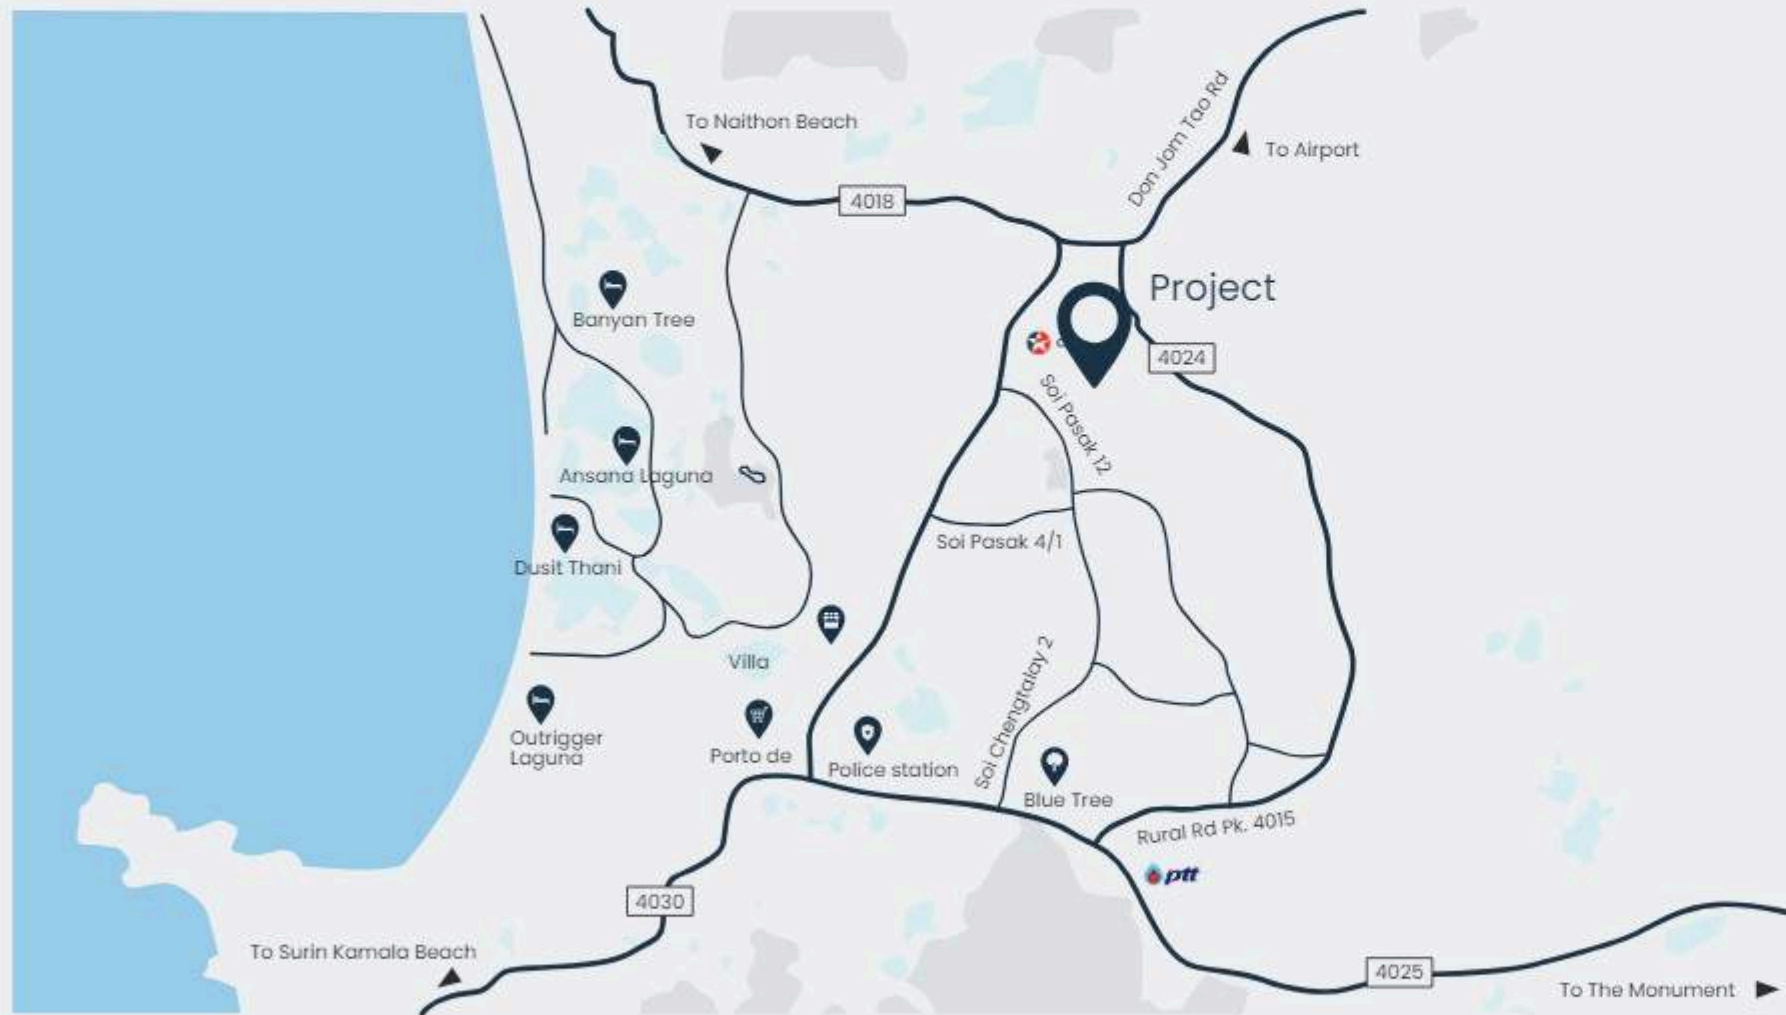 To Naithon Beach
Don Jom Tao Rd
To Airport
4018
Project
Banyan Tree
4024
Soi Pasak 12
Ansana Laguna
Soi Pasak 4/1
Dusit Thani
Villa
Soi Chengtalay 2
Outrigger
Laguna
Porto de
Police station
Blue Tree
Rural Rd Pk. 4015
ptt
4030
To Surin Kamala Beach
4025
To The Monument